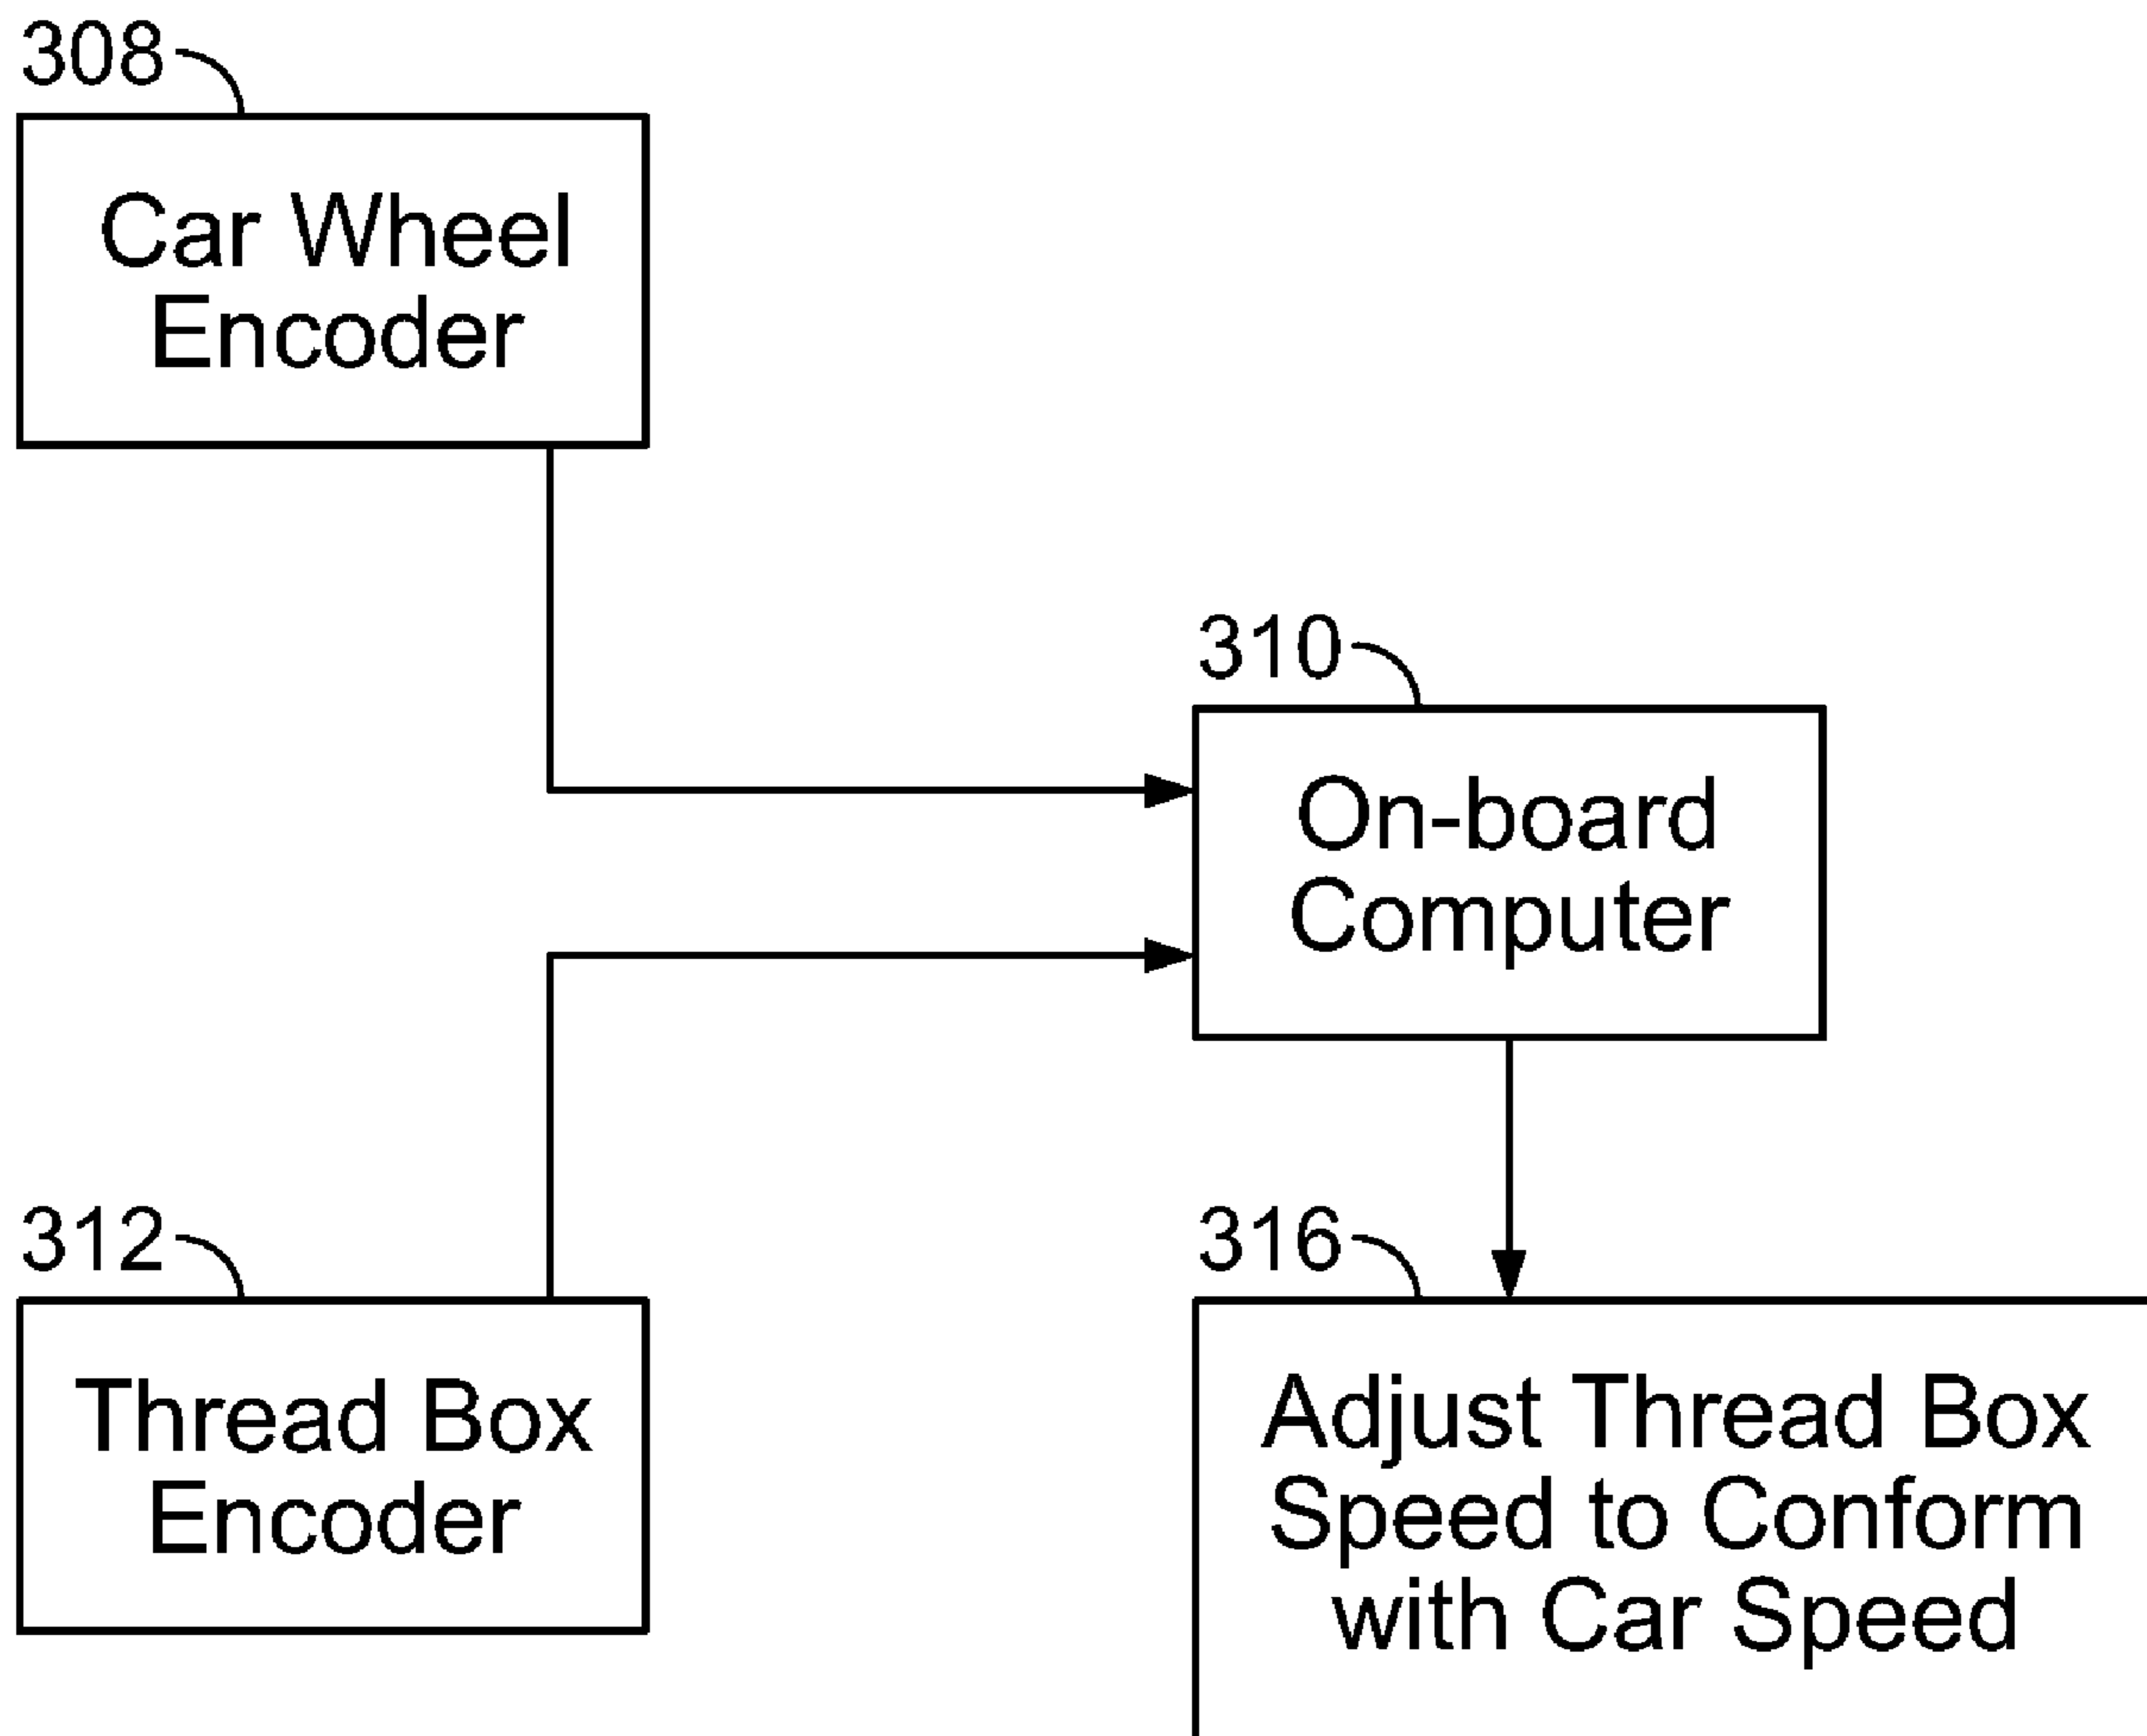 308
Car Wheel
Encoder
310
On-board
Computer
312
Thread Box
Encoder
316
Adjust Thread Box
Speed to Conform
with Car Speed